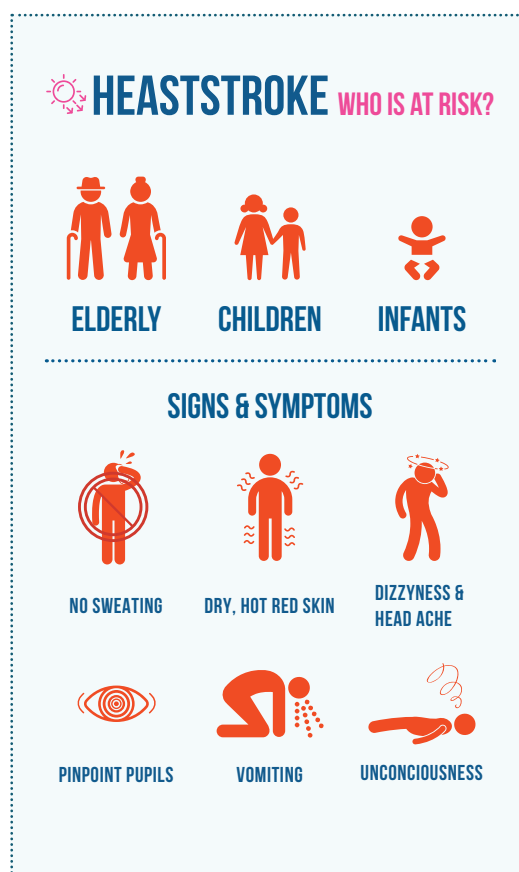 HEASTSTROKE WHO IS AT RISK?
ELDERLY CHILDREN INFANTS
SIGNS & SYMPTOMS
NO SWEATING DRY, HOT RED SKIN DIZZYNESS &
HEAD ACHE
PINPOINT PUPILS VOMITING UNCONCIOUSNESS